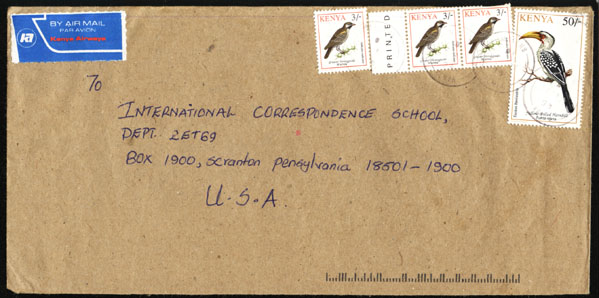 BY AIR MAIL
PAR AVION
Kenya Airways
KENYA 3/-
PRINTED
KENYA 3/-
KENYA 3/-
KENYA 50/-
TO
INTERNATIONAL CORRESPONDENCE SCHOOL,
DEPT. 2ET69
BOX 1900, Scranton Pensylvania 18501-1900
U.S.A.